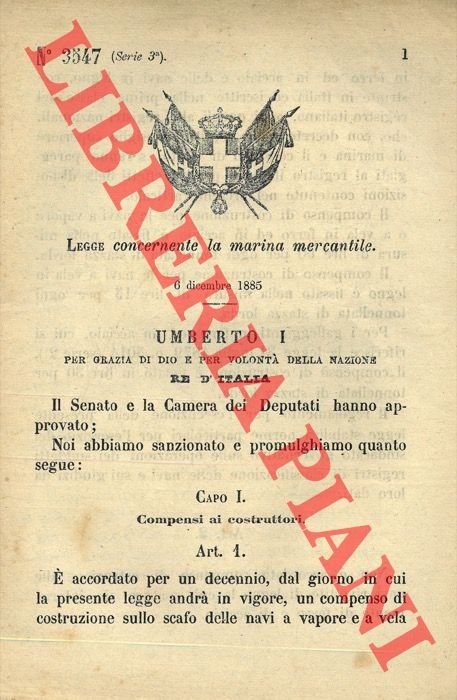 N° 3547 (Serie 3ª). 1
LEGGE concernente la marina mercantile.
6 dicembre 1885
UMBERTO I
PER GRAZIA DI DIO E PER VOLONTÀ DELLA NAZIONE
RE D'ITALIA
Il Senato e la Camera dei Deputati hanno ap-
provato;
Noi abbiamo sanzionato e promulghiamo quanto
segue:
CAPO I.
Compensi ai costruttori.
Art. 1.
È accordato per un decennio, dal giorno in cui
la presente legge andrà in vigore, un compenso di
costruzione sullo scafo delle navi a vapore e a vela
LIBRERIA PIANI